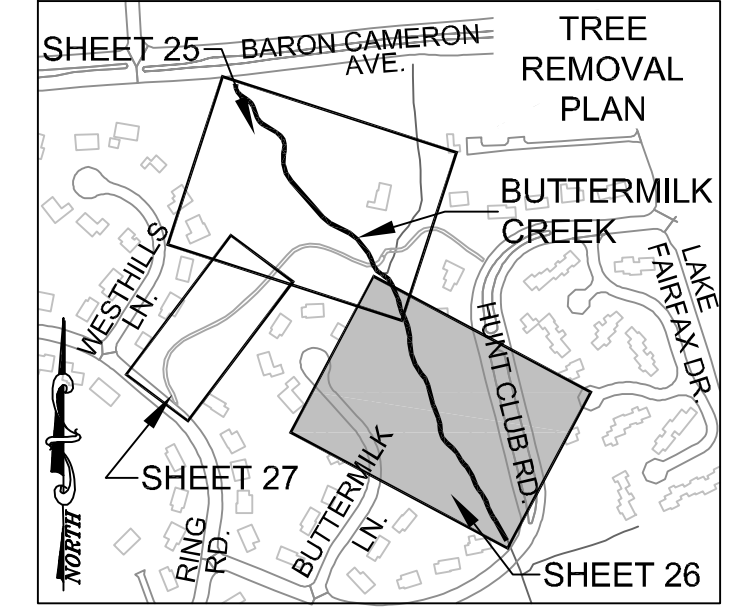 TREE
REMOVAL
PLAN
SHEET 25
BARON CAMERON
AVE.
BUTTERMILK
CREEK
WESTHILLS
LN.
LAKE
FAIRFAX DR.
HUNT CLUB RD.
SHEET 27
BUTTERMILK
LN.
RING
RD.
NORTH
SHEET 26